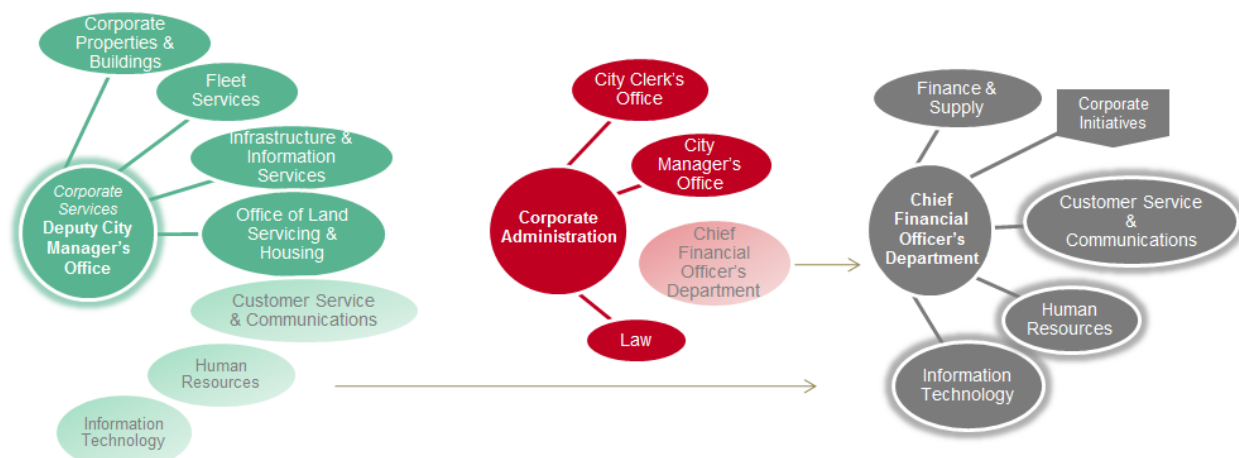 Corporate
Properties &
Buildings
Fleet
Services
Infrastructure &
Information
Services
Corporate
Services
Deputy City
Manager's
Office
Office of Land
Servicing &
Housing
Customer Service
& Communications
Human
Resources
Information
Technology
City Clerk's
Office
City
Manager's
Office
Corporate
Administration
Chief
Financial
Officer's
Department
Law
Finance &
Supply
Corporate
Initiatives
Chief
Financial
Officer's
Department
Customer Service
&
Communications
Human
Resources
Information
Technology